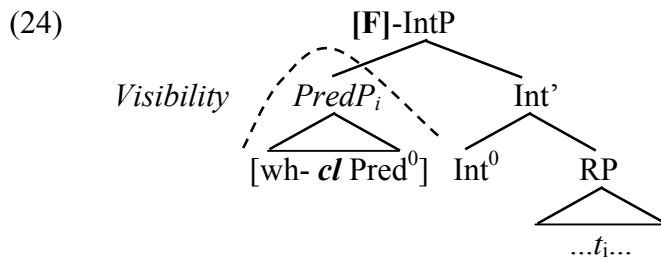 (24) [F]-IntP
Visibility PredPᵢ Int’
[wh- cl Pred⁰] Int⁰ RP
...tᵢ...